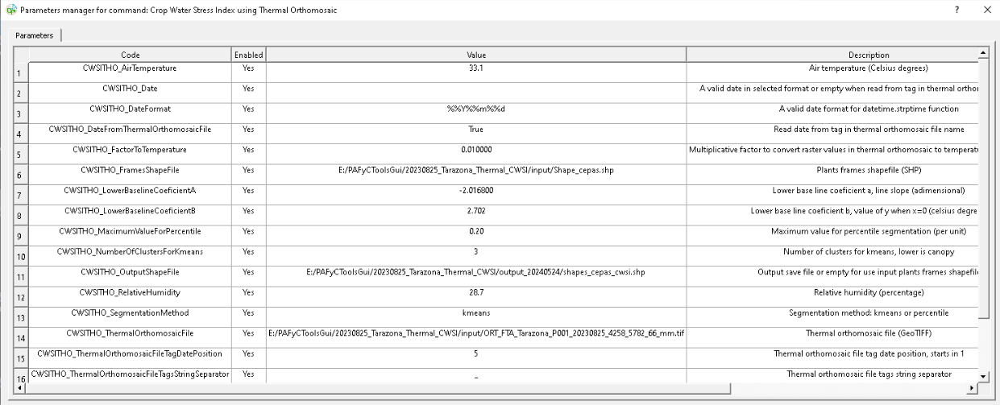 Parameters manager for command: Crop Water Stress Index using Thermal Orthomosaic
? X
Parameters
Code Enabled Value Description
1 CWSITHO_AirTemperature Yes 33.1 Air temperature (Celsius degrees)
2 CWSITHO_Date Yes A valid date in selected format or empty when read from tag in thermal orthor
3 CWSITHO_DateFormat Yes %%Y%%m%%d A valid date format for datetime.strptime function
4 CWSITHO_DateFromThermalOrthomosaicFile Yes True Read date from tag in thermal orthomosaic file name
5 CWSITHO_FactorToTemperature Yes 0.010000 Multiplicative factor to convert raster values in thermal orthomosaic to temperatu
6 CWSITHO_FramesShapeFile Yes E:/PAFyCToolsGui/20230825_Tarazona_Thermal_CWSI/input/Shape_cepas.shp Plants frames shapefile (SHP)
7 CWSITHO_LowerBaselineCoeficientA Yes -2.016800 Lower base line coeficient a, line slope (adimensional)
8 CWSITHO_LowerBaselineCoeficientB Yes 2.702 Lower base line coeficient b, value of y when x=0 (celsius degre
9 CWSITHO_MaximumValueForPercentile Yes 0.20 Maximum value for percentile segmentation (per unit)
10 CWSITHO_NumberOfClustersForKmeans Yes 3 Number of clusters for kmeans, lower is canopy
11 CWSITHO_OutputShapeFile Yes E:/PAFyCToolsGui/20230825_Tarazona_Thermal_CWSI/output_20240524/shapes_cepas_cwsi.shp Output save file or empty for use input plants frames shapefile
12 CWSITHO_RelativeHumidity Yes 28.7 Relative humidity (percentage)
13 CWSITHO_SegmentationMethod Yes kmeans Segmentation method: kmeans or percentile
14 CWSITHO_ThermalOrthomosaicFile Yes E:/PAFyCToolsGui/20230825_Tarazona_Thermal_CWSI/input/ORT_FTA_Tarazona_P001_20230825_4258_5782_66_mm.tif Thermal orthomosaic file (GeoTIFF)
15 CWSITHO_ThermalOrthomosaicFileTagDatePosition Yes 5 Thermal orthomosaic file tag date position, starts in 1
16 CWSITHO_ThermalOrthomosaicFileTagsStringSeparator Yes _ Thermal orthomosaic file tags string separator